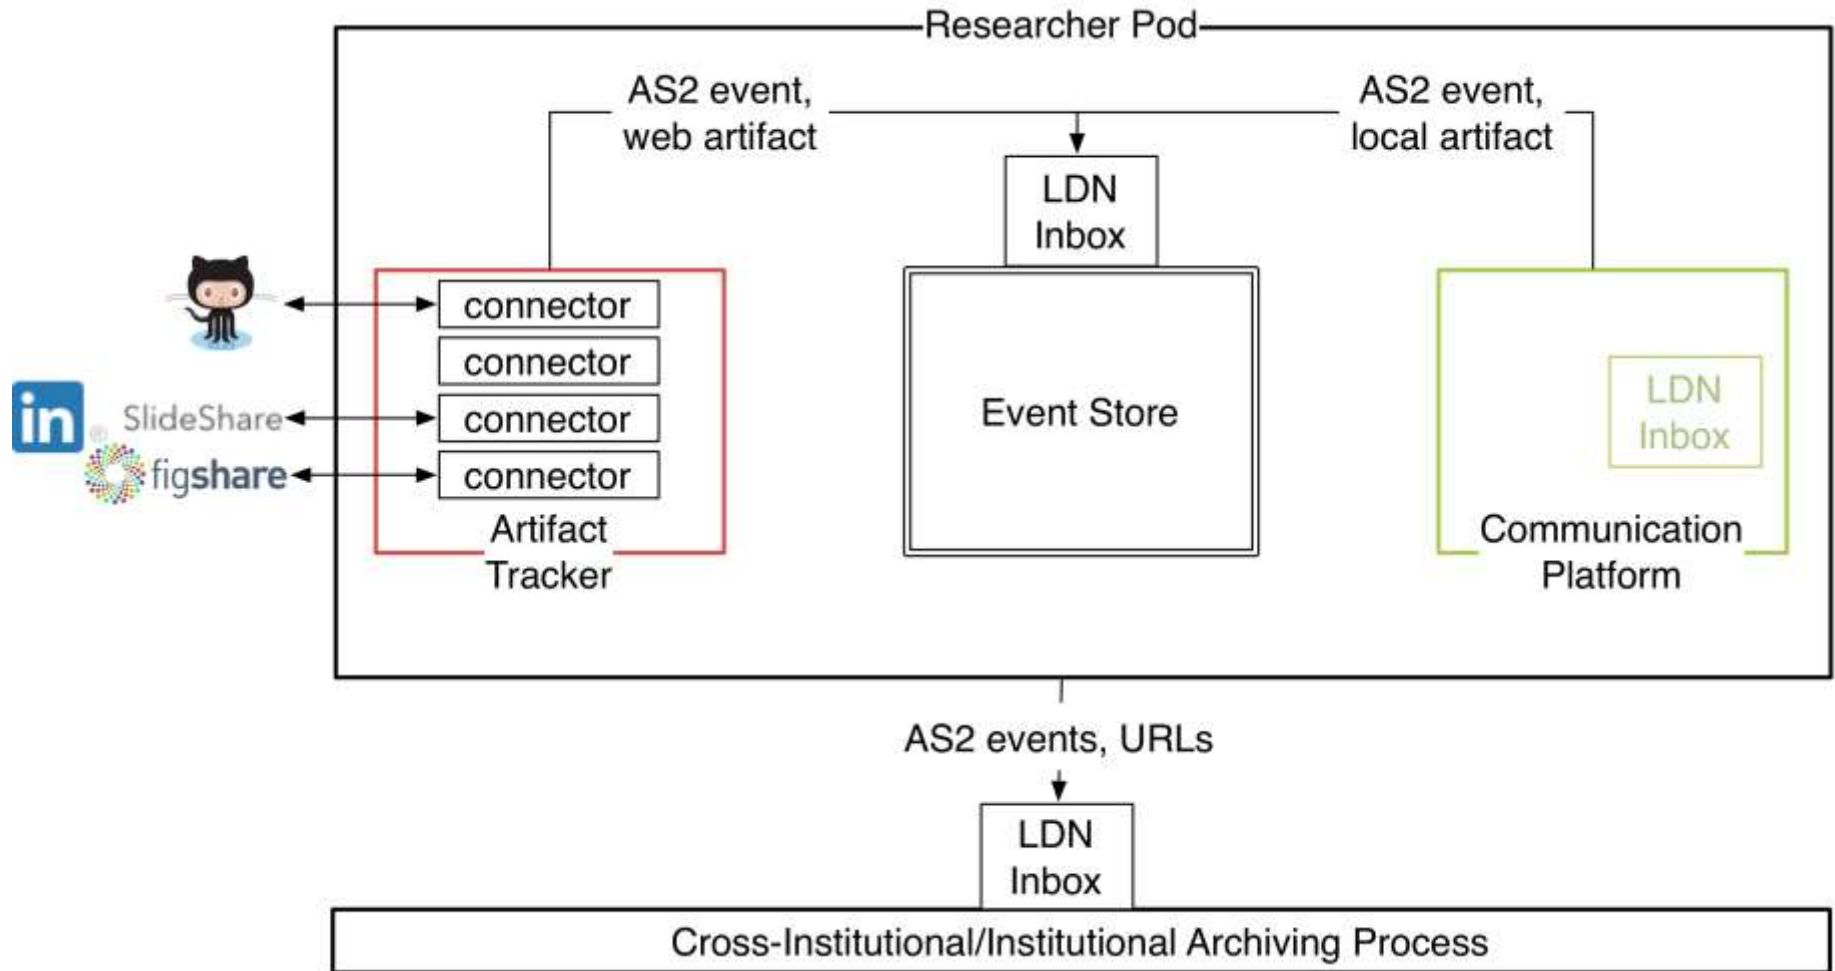 Researcher Pod
AS2 event,
web artifact
AS2 event,
local artifact
LDN
Inbox
connector
connector
connector
connector
Artifact
Tracker
in
®
SlideShare
figshare
Event Store
LDN
Inbox
Communication
Platform
AS2 events, URLs
LDN
Inbox
Cross-Institutional/Institutional Archiving Process